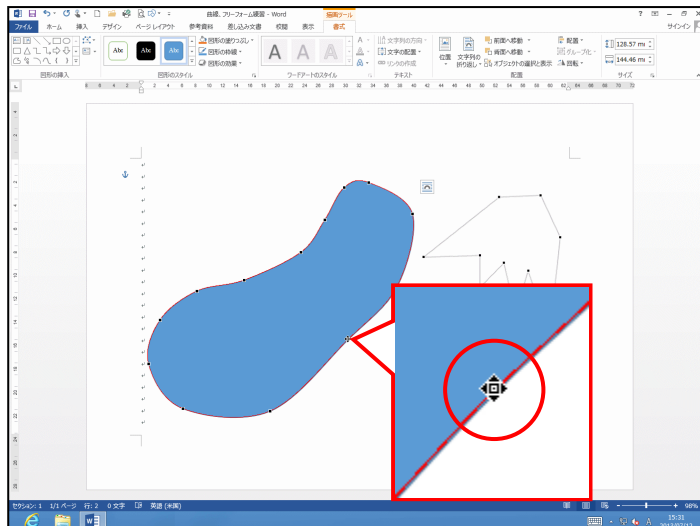 曲線、フリーフォーム練習 - Word
描画ツール
ファイル ホーム 挿入 デザイン ページ レイアウト 参考資料 差し込み文書 校閲 表示 書式
サインイン
Abc Abc Abc
図形の塗りつぶし
図形の枠線
図形の効果
A A A
文字列の方向
文字の配置
リンクの作成
位置 文字列の折り返し
前面へ移動
背面へ移動
オブジェクトの選択と表示
配置
グループ化
回転
128.57 mi
144.46 mi
図形の挿入 図形のスタイル ワードアートのスタイル テキスト 配置 サイズ
セクション: 1 1/1 ページ 行: 2 0 文字 英語 (米国)
98%
A 15:31